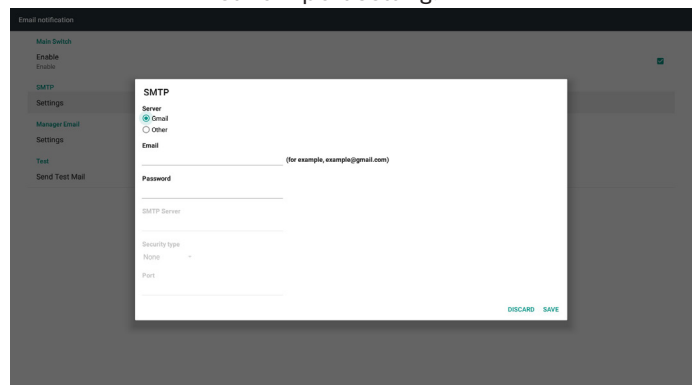 Email notification
Main Switch
Enable
Enable
SMTP
Settings
Manager Email
Settings
Test
Send Test Mail
SMTP
Server
Gmail
Other
Email
(for example, example@gmail.com)
Password
SMTP Server
Security type
None
Port
DISCARD SAVE